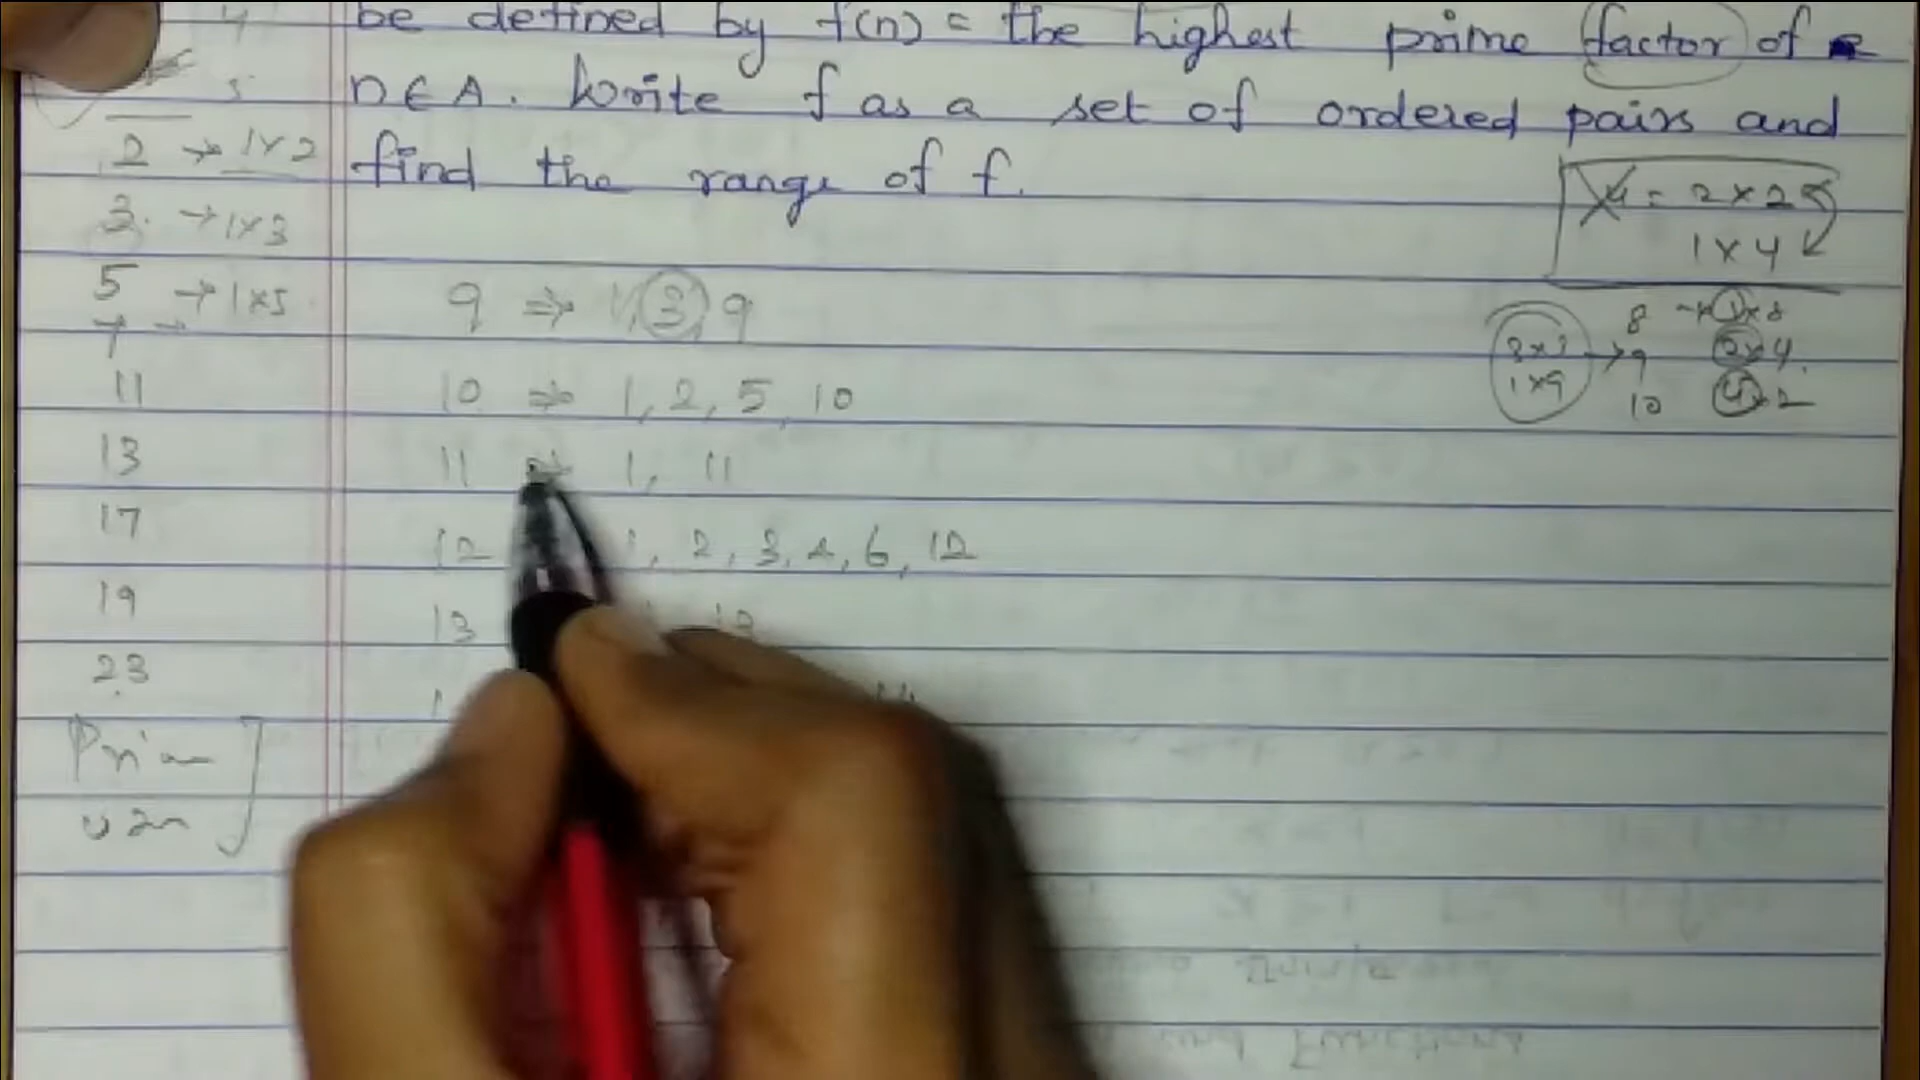 be defined by f(n) = the highest prime factor of
n∈A. Write f as a set of ordered pairs and
find the range of f.
2 → 1×2
3. → 1×3
5 → 1×5
7 →
11
13
17
19
23
9 ⇒ 1, 3, 9
10 ⇒ 1, 2, 5, 10
11 ⇒ 1, 11
12 1, 2, 3, 4, 6, 12
13 13
4 = 2×2
1×4
8 → 1×8
3×3 → 9 2×4
1×9 10 4×2